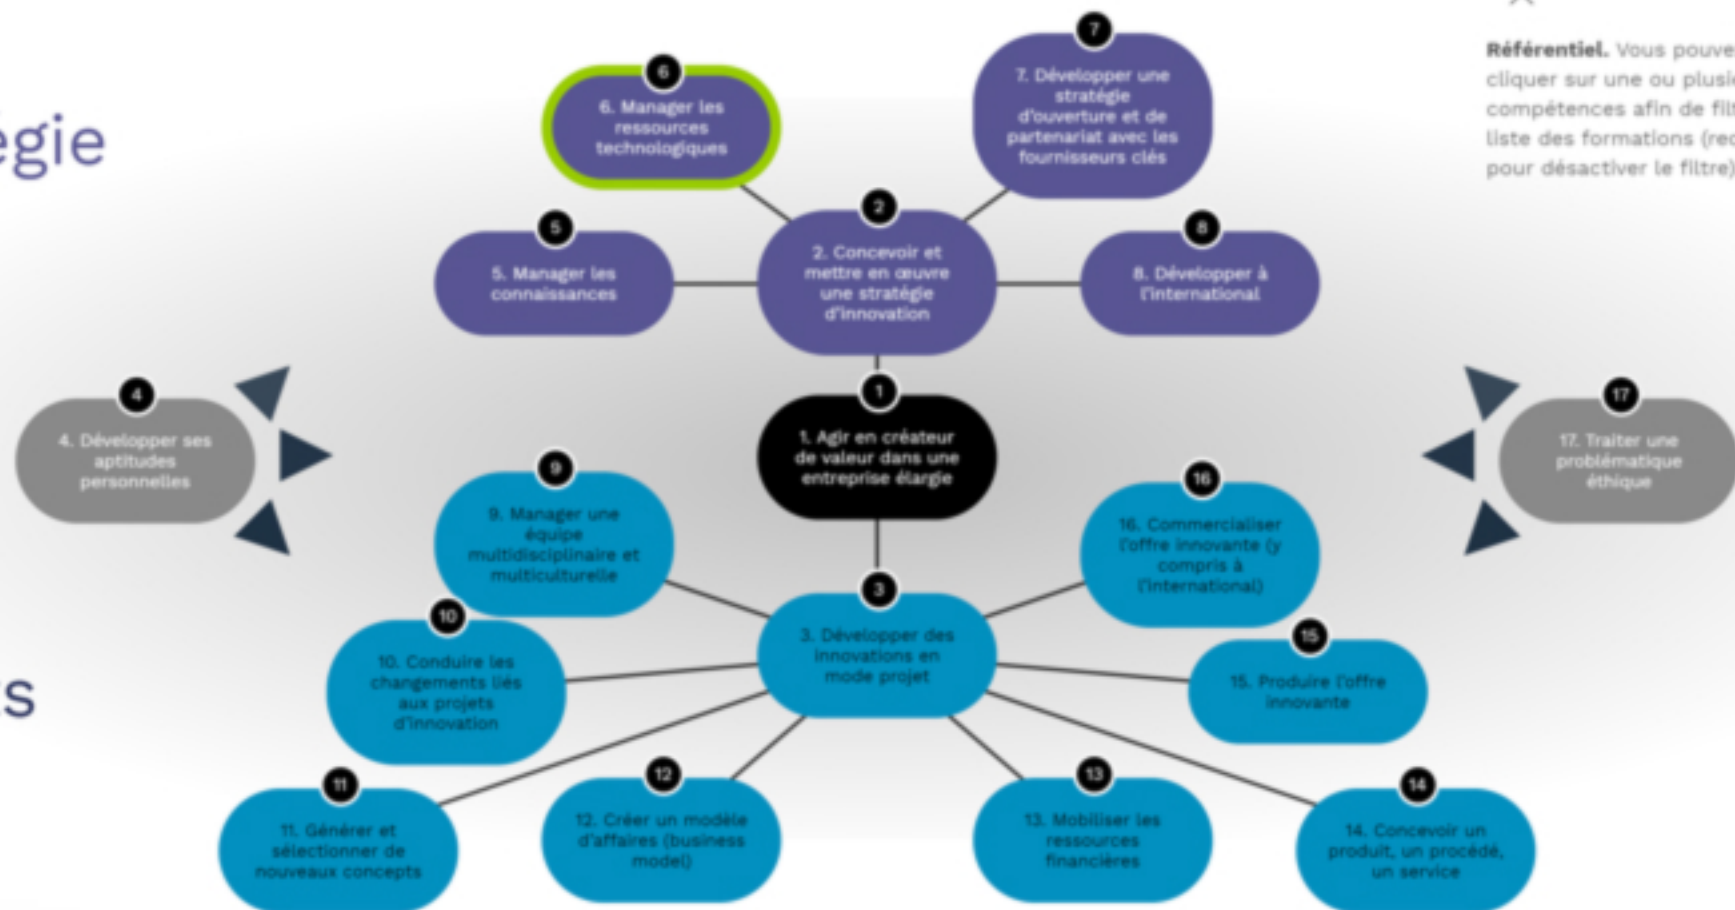 égie
ts
Référentiel. Vous pouve
cliquer sur une ou plusie
compétences afin de fil
liste des formations (rec
pour désactiver le filtre)
6
6. Manager les
ressources
technologiques
7
7. Développer une
stratégie
d'ouverture et de
partenariat avec les
fournisseurs clés
5
5. Manager les
connaissances
2
2. Concevoir et
mettre en œuvre
une stratégie
d'innovation
8
8. Développer à
l'international
4
4. Développer ses
aptitudes
personnelles
1
1. Agir en créateur
de valeur dans une
entreprise élargie
17
17. Traiter une
problématique
éthique
9
9. Manager une
équipe
multidisciplinaire et
multiculturelle
16
16. Commercialiser
l'offre innovante (y
compris à
l'international)
3
3. Développer des
innovations en
mode projet
10
10. Conduire les
changements liés
aux projets
d'innovation
15
15. Produire l'offre
innovante
11
11. Générer et
sélectionner de
nouveaux concepts
12
12. Créer un modèle
d'affaires (business
model)
13
13. Mobiliser les
ressources
financières
14
14. Concevoir un
produit, un procédé,
un service